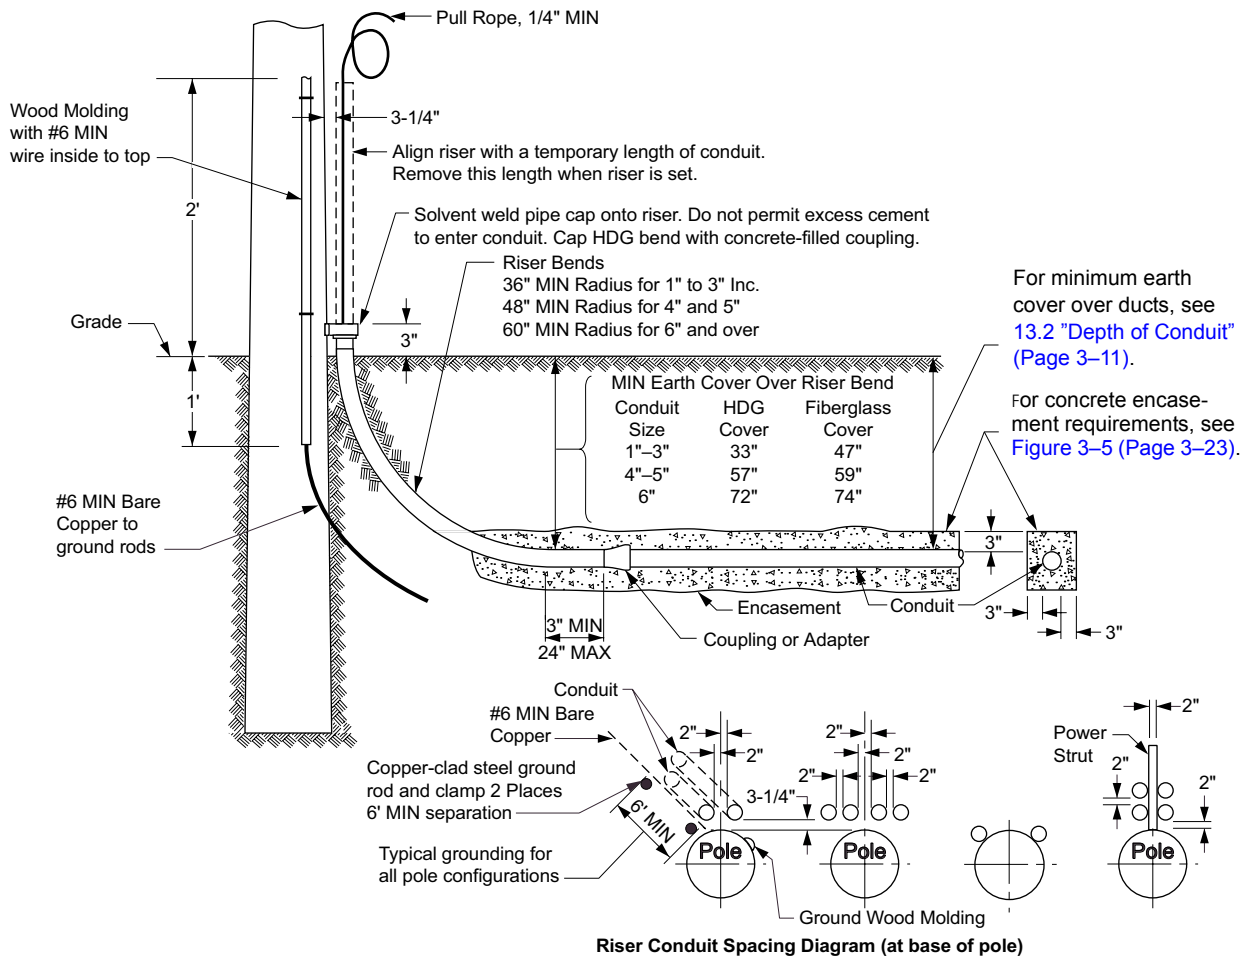 Pull Rope, 1/4" MIN
Wood Molding
with #6 MIN
wire inside to top
3-1/4"
Align riser with a temporary length of conduit.
Remove this length when riser is set.
2'
Solvent weld pipe cap onto riser. Do not permit excess cement
to enter conduit. Cap HDG bend with concrete-filled coupling.
Riser Bends
36" MIN Radius for 1" to 3" Inc.
48" MIN Radius for 4" and 5"
60" MIN Radius for 6" and over
For minimum earth
cover over ducts, see
13.2 "Depth of Conduit"
(Page 3–11).
Grade
3"
1'
MIN Earth Cover Over Riser Bend
Conduit Size HDG Cover Fiberglass Cover
1"–3" 33" 47"
4"–5" 57" 59"
6" 72" 74"
For concrete encase-
ment requirements, see
Figure 3–5 (Page 3–23).
#6 MIN Bare
Copper to
ground rods
3"
Encasement
Conduit
3"
3"
3" MIN
24" MAX
Coupling or Adapter
Conduit
#6 MIN Bare
Copper
2"
2"
2"
2"
2"
2"
3-1/4"
Power
Strut
2"
2"
2"
Copper-clad steel ground
rod and clamp 2 Places
6' MIN separation
6' MIN
Typical grounding for
all pole configurations
Pole
Pole
Pole
Ground Wood Molding
Riser Conduit Spacing Diagram (at base of pole)